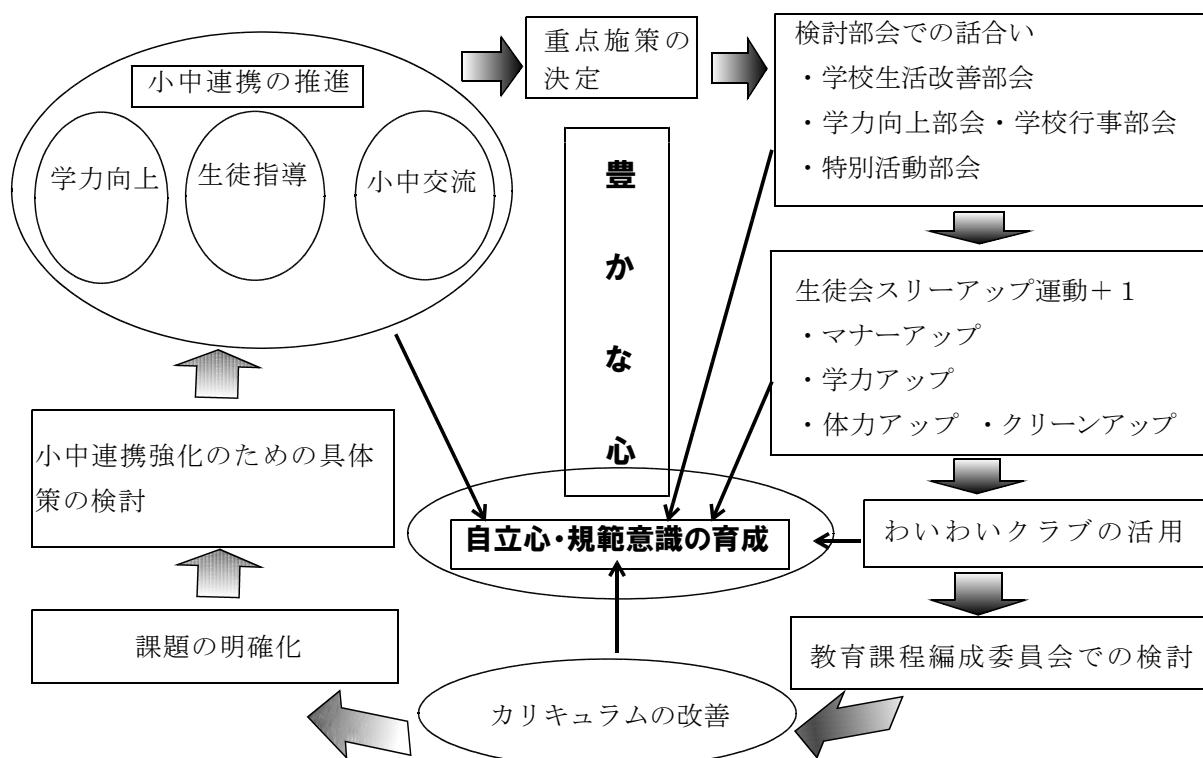 小中連携の推進
学力向上
生徒指導
小中交流
重点施策の
決定
検討部会での話合い
・学校生活改善部会
・学力向上部会・学校行事部会
・特別活動部会
豊かな心
生徒会スリーアップ運動＋１
・マナーアップ
・学力アップ
・体力アップ ・クリーンアップ
小中連携強化のための具体
策の検討
自立心・規範意識の育成
わいわいクラブの活用
課題の明確化
教育課程編成委員会での検討
カリキュラムの改善